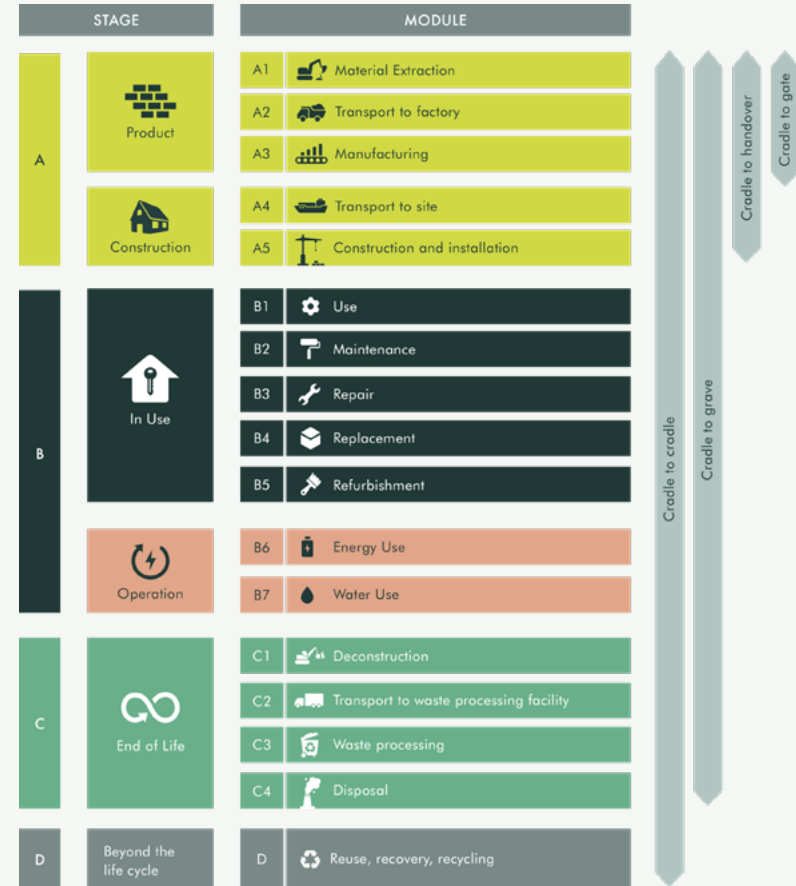 STAGE
MODULE
A
Product
A1
Material Extraction
A2
Transport to factory
A3
Manufacturing
Construction
A4
Transport to site
A5
Construction and installation
B
In Use
B1
Use
B2
Maintenance
B3
Repair
B4
Replacement
B5
Refurbishment
Operation
B6
Energy Use
B7
Water Use
C
End of Life
C1
Deconstruction
C2
Transport to waste processing facility
C3
Waste processing
C4
Disposal
D
Beyond the
life cycle
D
Reuse, recovery, recycling
Cradle to cradle
Cradle to grave
Cradle to handover
Cradle to gate